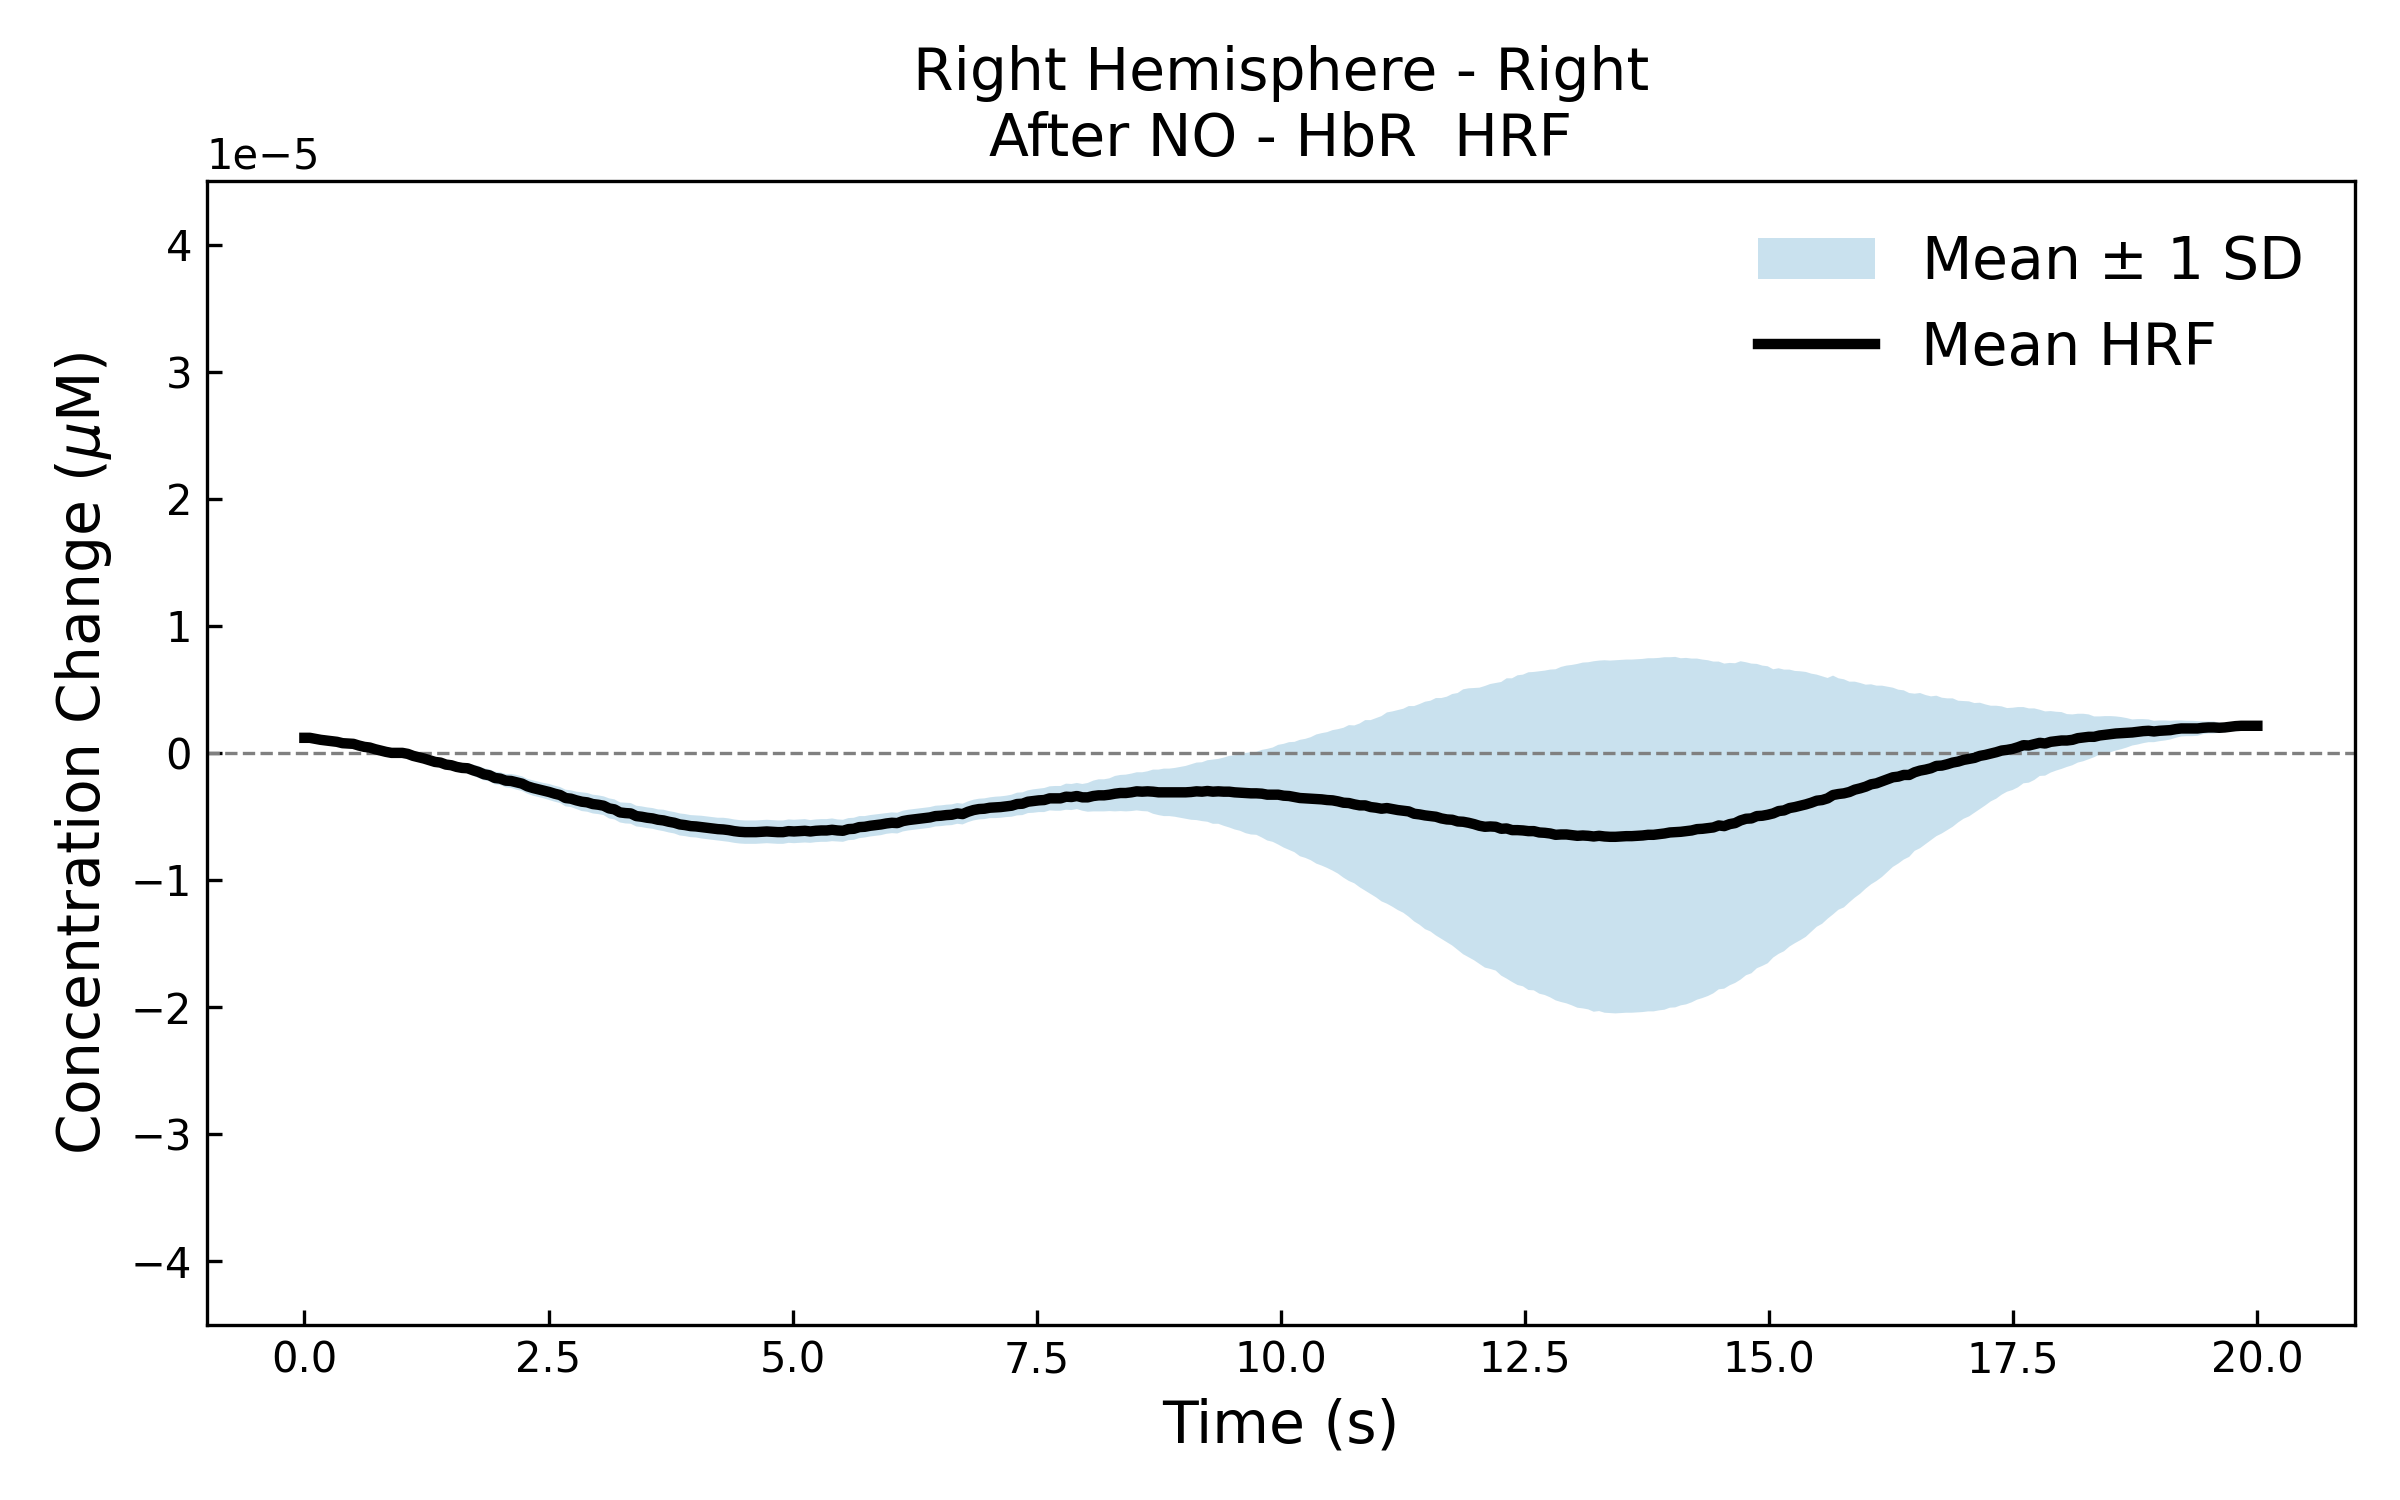 Right Hemisphere - Right
After NO - HbR  HRF
1e−5
Mean ± 1 SD
Mean HRF
4
3
2
1
0
−1
−2
−3
−4
Concentration Change (μM)
0.0 2.5 5.0 7.5 10.0 12.5 15.0 17.5 20.0
Time (s)